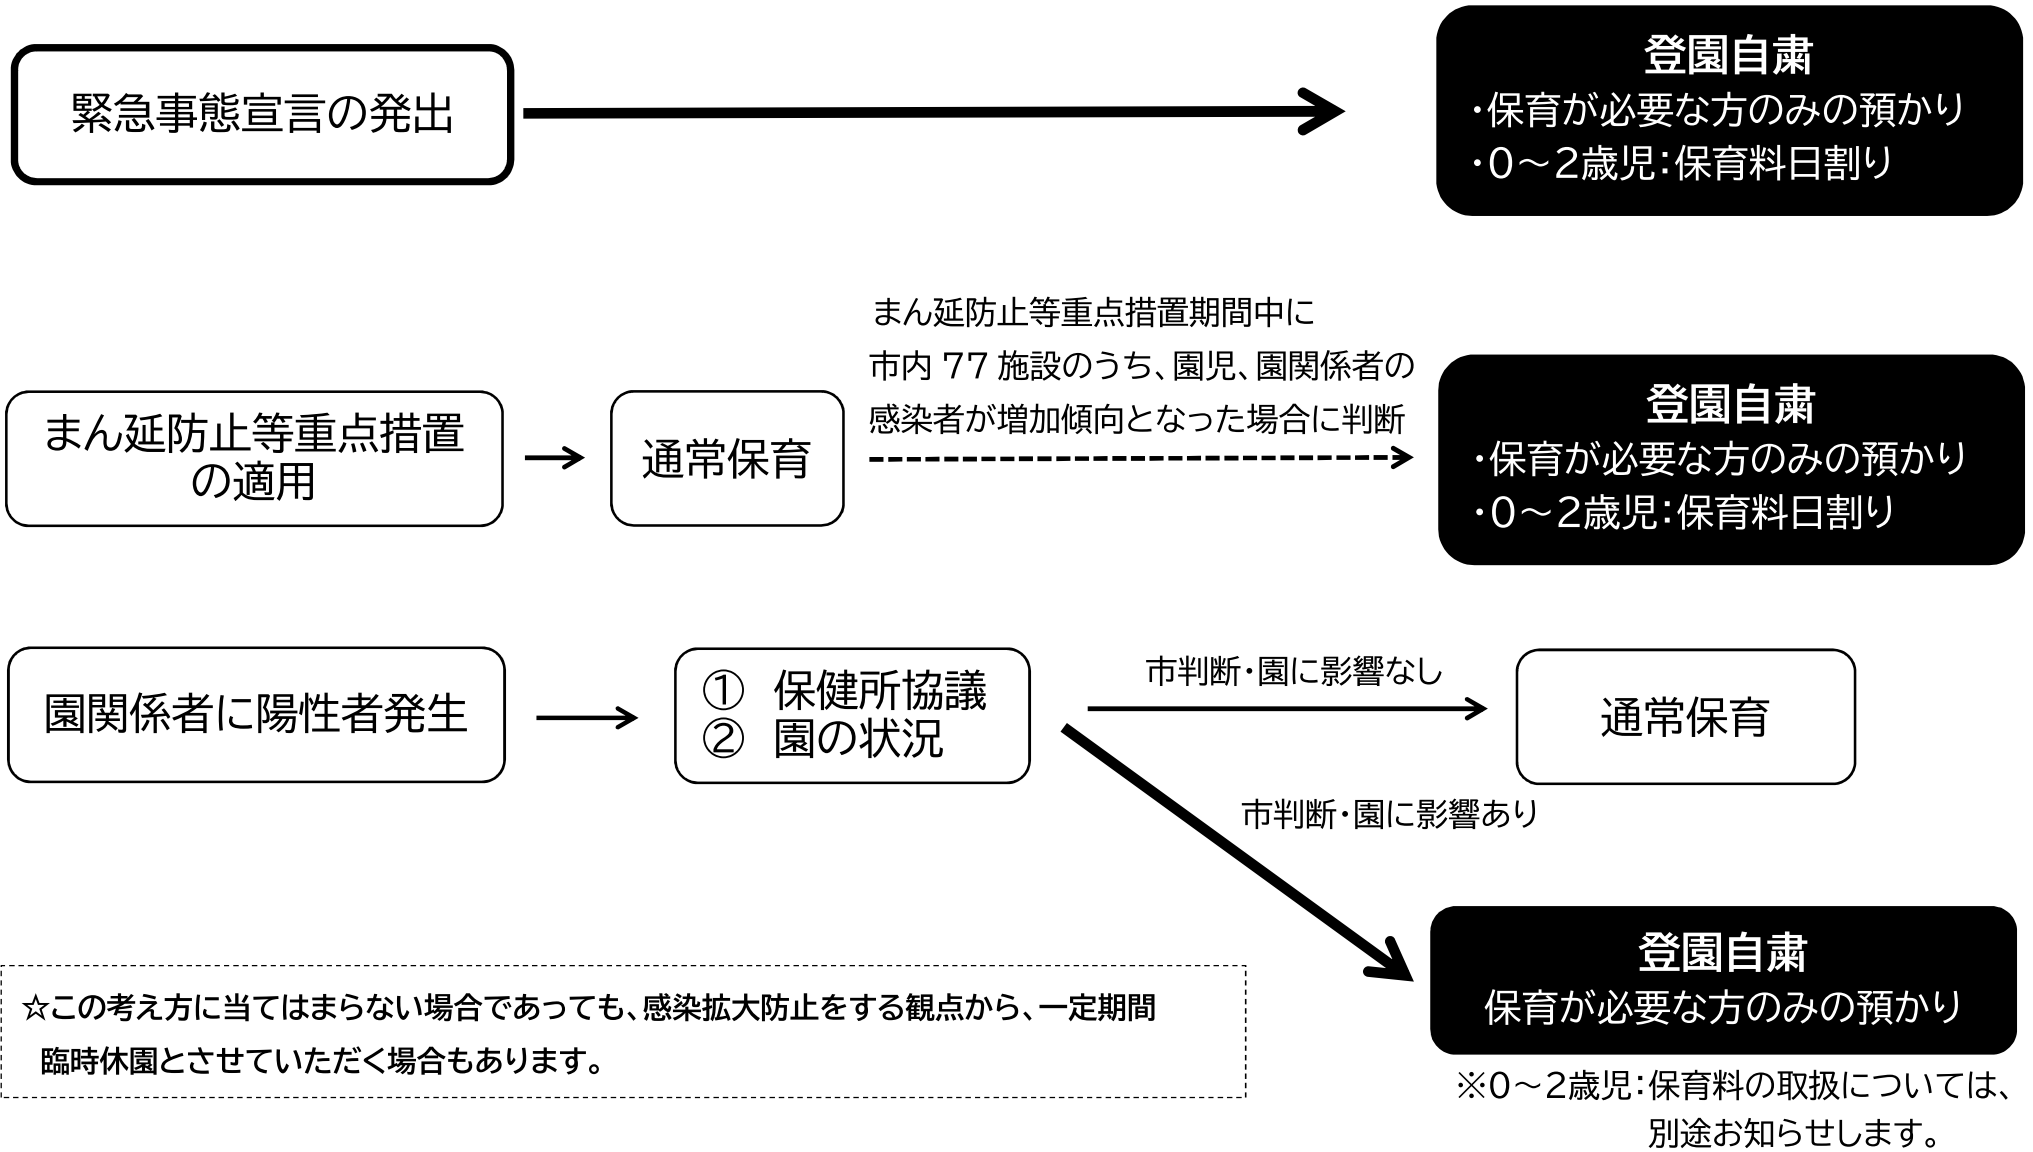 緊急事態宣言の発出
登園自粛
・保育が必要な方のみの預かり
・0～2歳児：保育料日割り
まん延防止等重点措置
の適用
通常保育
まん延防止等重点措置期間中に
市内 77 施設のうち、園児、園関係者の
感染者が増加傾向となった場合に判断
登園自粛
・保育が必要な方のみの預かり
・0～2歳児：保育料日割り
園関係者に陽性者発生
① 保健所協議
② 園の状況
市判断・園に影響なし
通常保育
市判断・園に影響あり
登園自粛
保育が必要な方のみの預かり
※0～2歳児：保育料の取扱については、
別途お知らせします。
☆この考え方に当てはまらない場合であっても、感染拡大防止をする観点から、一定期間
臨時休園とさせていただく場合もあります。